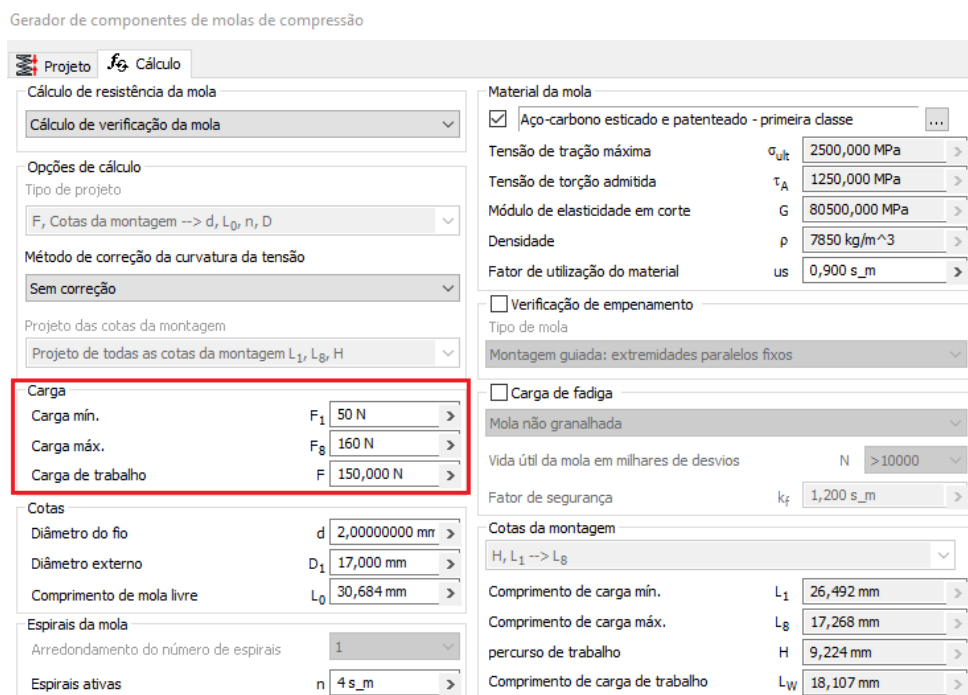 Gerador de componentes de molas de compressão
Projeto
fG Cálculo
Cálculo de resistência da mola
Cálculo de verificação da mola
Opções de cálculo
Tipo de projeto
F, Cotas da montagem --> d, L0, n, D
Método de correção da curvatura da tensão
Sem correção
Projeto das cotas da montagem
Projeto de todas as cotas da montagem L1, L8, H
Carga
Carga mín. F1 50 N >
Carga máx. F8 160 N >
Carga de trabalho F 150,000 N >
Cotas
Diâmetro do fio d 2,00000000 mm >
Diâmetro externo D1 17,000 mm >
Comprimento de mola livre L0 30,684 mm >
Espirais da mola
Arredondamento do número de espirais 1
Espirais ativas n 4 s_m >
Material da mola
Aço-carbono esticado e patenteado - primeira classe ...
Tensão de tração máxima σult 2500,000 MPa >
Tensão de torção admitida τA 1250,000 MPa >
Módulo de elasticidade em corte G 80500,000 MPa >
Densidade ρ 7850 kg/m^3 >
Fator de utilização do material us 0,900 s_m >
Verificação de empenamento
Tipo de mola
Montagem guiada: extremidades paralelos fixos
Carga de fadiga
Mola não granalhada
Vida útil da mola em milhares de desvios N >10000
Fator de segurança kf 1,200 s_m >
Cotas da montagem
H, L1 --> L8
Comprimento de carga mín. L1 26,492 mm >
Comprimento de carga máx. L8 17,268 mm >
percurso de trabalho H 9,224 mm >
Comprimento de carga de trabalho LW 18,107 mm >